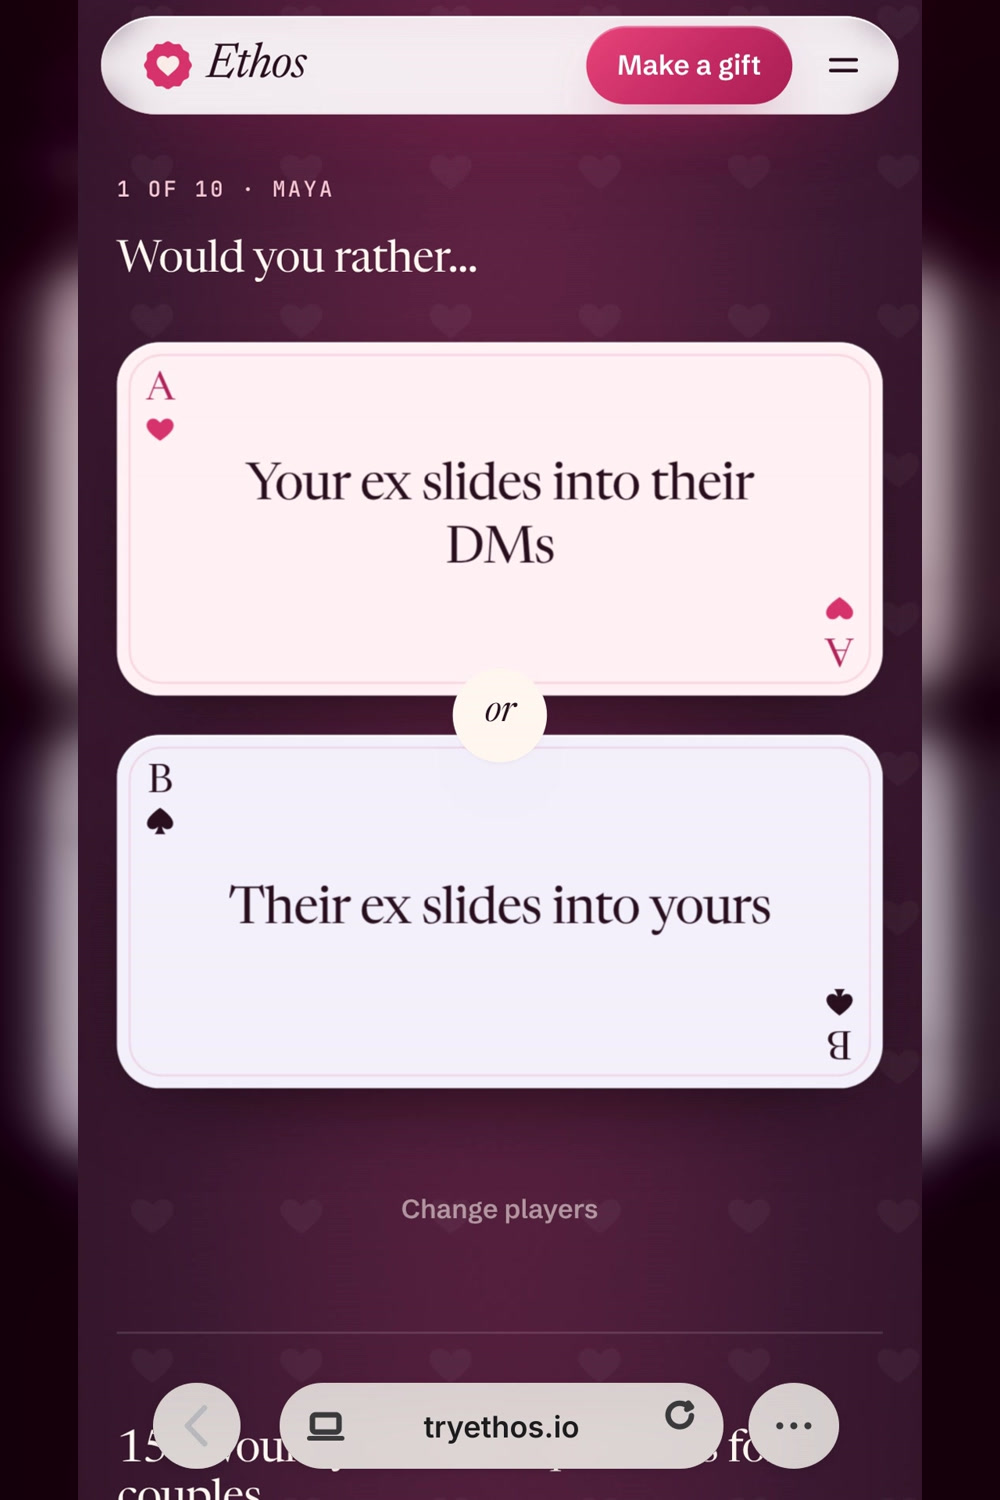 Ethos
Make a gift
1 OF 10 · MAYA
Would you rather...
A
Your ex slides into their
DMs
A
or
B
Their ex slides into yours
B
Change players
tryethos.io
couples